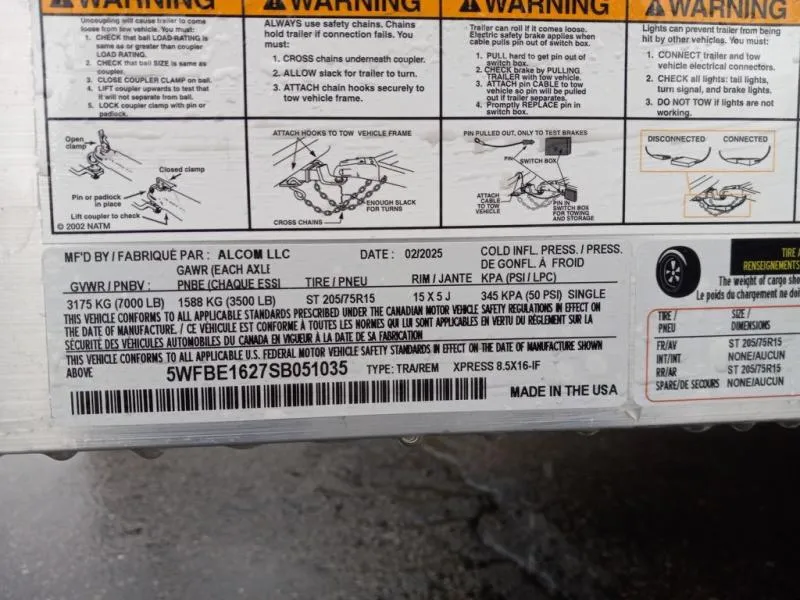 WARNING
Uncoupling will cause trailer to come
loose from tow vehicle. You must:
1. CHECK that ball LOAD RATING is
same as or greater than coupler
LOAD RATING.
2. CHECK that ball SIZE is same as
coupler.
3. CLOSE COUPLER CLAMP on ball.
4. LIFT coupler upwards to test that
it will not separate from ball.
5. LOCK coupler clamp with pin or
padlock.
Open
clamp
Closed clamp
Pin or padlock
in place
Lift coupler to check
© 2002 NATM
WARNING
ALWAYS use safety chains. Chains
hold trailer if connection fails. You
must:
1. CROSS chains underneath coupler.
2. ALLOW slack for trailer to turn.
3. ATTACH chain hooks securely to
tow vehicle frame.
ATTACH HOOKS TO TOW VEHICLE FRAME
ENOUGH SLACK
FOR TURNS
CROSS CHAINS
WARNING
Trailer can roll if it comes loose.
Electric safety brake applies when
cable pulls pin out of switch box.
1. PULL hard to get pin out of
switch box.
2. CHECK brake by PULLING
TRAILER with tow vehicle.
3. ATTACH pin CABLE to tow
vehicle so pin will be pulled
out if trailer separates.
4. Promptly REPLACE pin in
switch box.
PIN PULLED OUT, ONLY TO TEST BRAKES
PIN
SWITCH BOX
ATTACH
CABLE
TO TOW
VEHICLE
PIN IN
SWITCH BOX
FOR TOWING
AND STORAGE
WARNING
Lights can prevent trailer from being
hit by other vehicles. You must:
1. CONNECT trailer and tow
vehicle electrical connectors.
2. CHECK all lights: tail lights,
turn signal, and brake lights.
3. DO NOT TOW if lights are not
working.
DISCONNECTED CONNECTED
MF'D BY / FABRIQUÉ PAR : ALCOM LLC DATE : 02/2025 COLD INFL. PRESS. / PRESS.
GAWR (EACH AXLE DE GONFL. À FROID
GVWR / PNBV : PNBE (CHAQUE ESSI TIRE / PNEU RIM / JANTE KPA (PSI / LPC)
3175 KG (7000 LB) 1588 KG (3500 LB) ST 205/75R15 15 X 5 J 345 KPA (50 PSI) SINGLE
THIS VEHICLE CONFORMS TO ALL APPLICABLE STANDARDS PRESCRIBED UNDER THE CANADIAN MOTOR VEHICLE SAFETY REGULATIONS IN EFFECT ON
THE DATE OF MANUFACTURE. / CE VÉHICULE EST CONFORME À TOUTES LES NORMES QUI LUI SONT APPLICABLES EN VERTU DU RÈGLEMENT SUR LA
SÉCURITÉ DES VÉHICULES AUTOMOBILES DU CANADA EN VIGUEUR À LA DATE DE SA FABRICATION
THIS VEHICLE CONFORMS TO ALL APPLICABLE U.S. FEDERAL MOTOR VEHICLE SAFETY STANDARDS IN EFFECT ON THE DATE OF MANUFACTURE SHOWN
ABOVE 5WFBE1627SB051035 TYPE: TRA/REM XPRESS 8.5X16-IF
MADE IN THE USA
TIRE A
RENSEIGNEMENTS
The weight of cargo sho
Le poids du chargement ne doi
TIRE / SIZE /
PNEU DIMENSIONS
FR/AV ST 205/75R15
INT/INT NONE/AUCUN
RR/AR ST 205/75R15
SPARE/DE SECOURS NONE/AUCUN